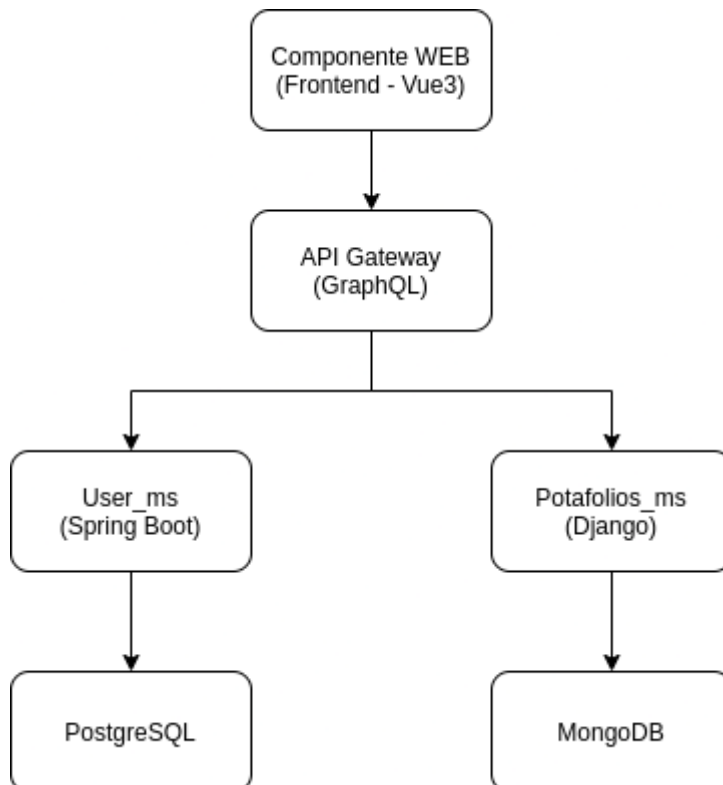 Componente WEB
(Frontend - Vue3)
API Gateway
(GraphQL)
User_ms
(Spring Boot)
Potafolios_ms
(Django)
PostgreSQL
MongoDB